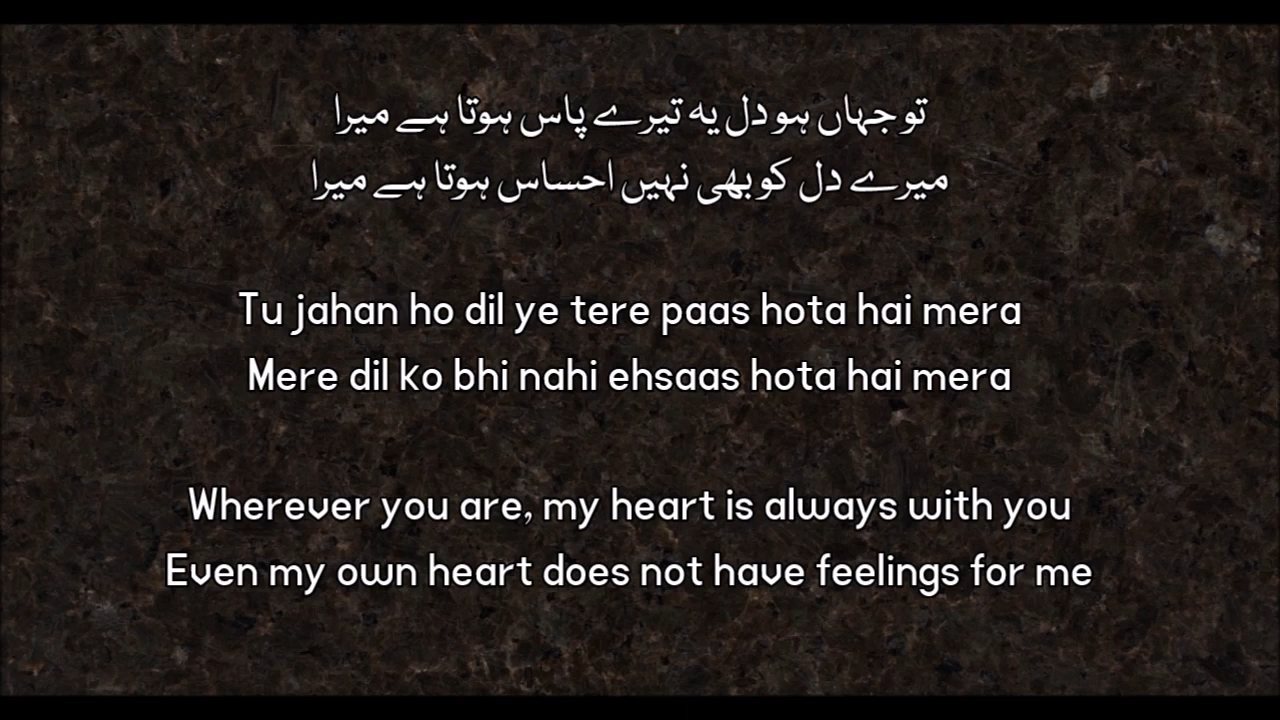 تو جہاں ہو دل یہ تیرے پاس ہوتا ہے میرا
میرے دل کو بھی نہیں احساس ہوتا ہے میرا
Tu jahan ho dil ye tere paas hota hai mera
Mere dil ko bhi nahi ehsaas hota hai mera
Wherever you are, my heart is always with you
Even my own heart does not have feelings for me